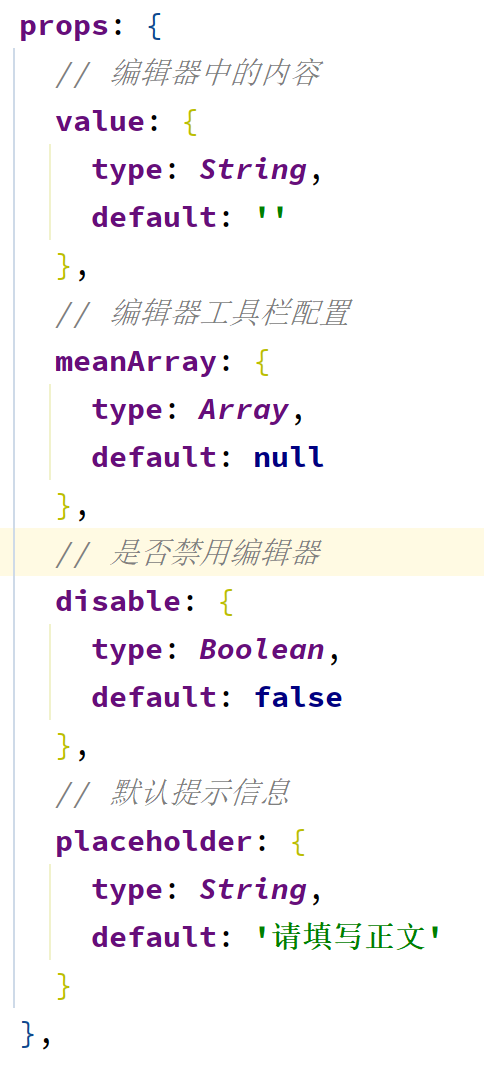 props: {
  // 编辑器中的内容
  value: {
    type: String,
    default: ''
  },
  // 编辑器工具栏配置
  meanArray: {
    type: Array,
    default: null
  },
  // 是否禁用编辑器
  disable: {
    type: Boolean,
    default: false
  },
  // 默认提示信息
  placeholder: {
    type: String,
    default: '请填写正文'
  }
},